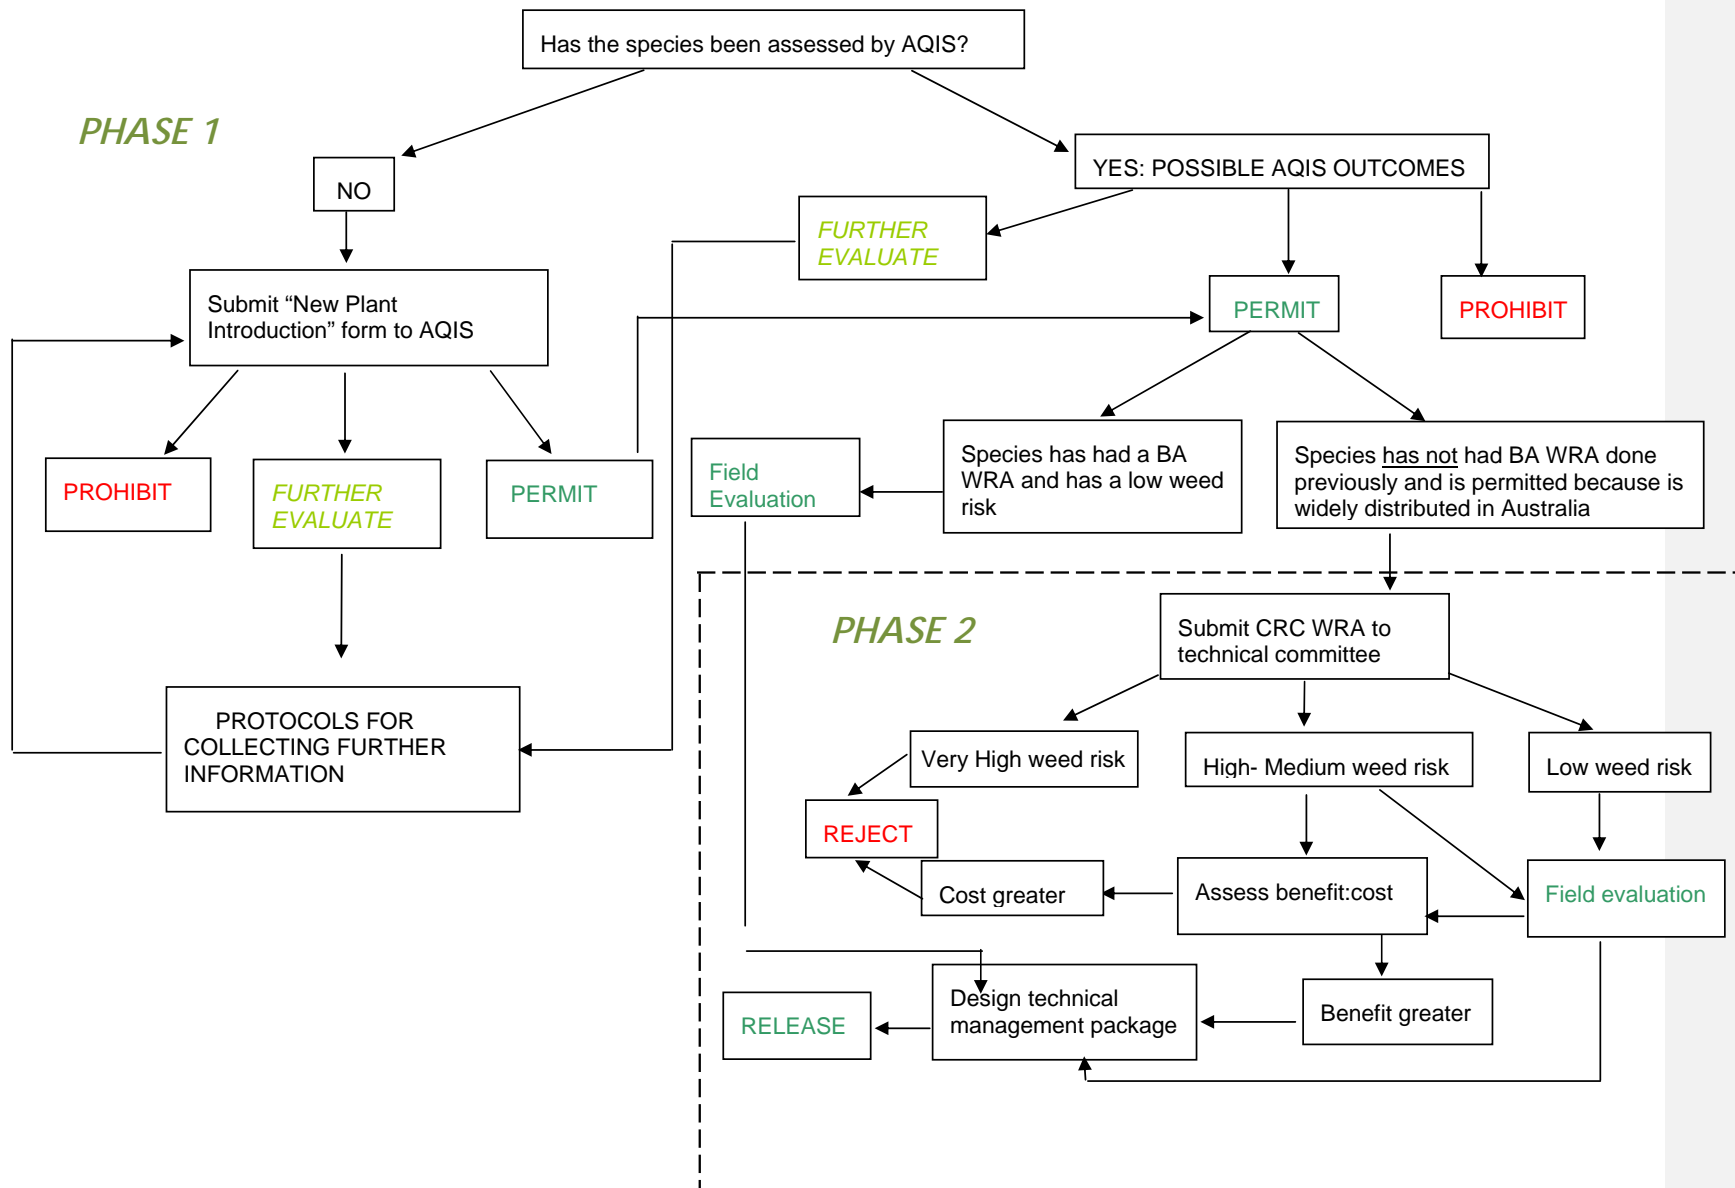 Has the species been assessed by AQIS?
PHASE 1
NO
YES: POSSIBLE AQIS OUTCOMES
FURTHER
EVALUATE
PERMIT
PROHIBIT
Submit “New Plant
Introduction” form to AQIS
PROHIBIT
FURTHER
EVALUATE
PERMIT
Field
Evaluation
Species has had a BA
WRA and has a low weed
risk
Species has not had BA WRA done
previously and is permitted because is
widely distributed in Australia
PROTOCOLS FOR
COLLECTING FURTHER
INFORMATION
PHASE 2
Submit CRC WRA to
technical committee
Very High weed risk
High- Medium weed risk
Low weed risk
REJECT
Cost greater
Assess benefit:cost
Field evaluation
Benefit greater
Design technical
management package
RELEASE